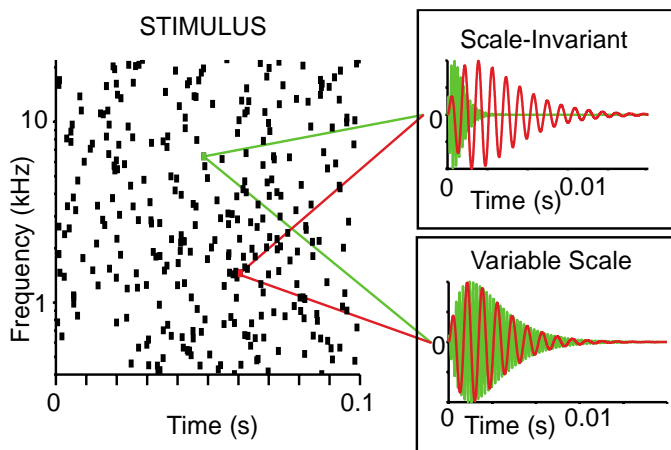 STIMULUS
Frequency (kHz)
10
1
0
0.1
Time (s)
Scale-Invariant
0
0
0.01
Time (s)
Variable Scale
0
0
0.01
Time (s)